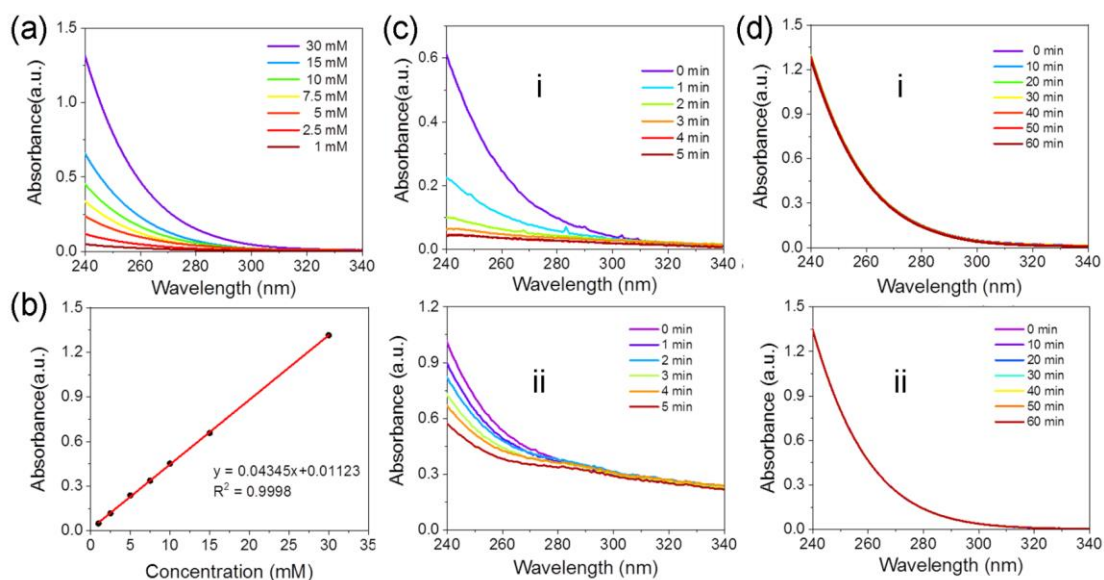 (a)
1.5
1.0
0.5
0.0
Absorbance(a.u.)
30 mM
15 mM
10 mM
7.5 mM
5 mM
2.5 mM
1 mM
240 260 280 300 320 340
Wavelength (nm)
(c)
0.6
0.4
0.2
0.0
Absorbance(a.u.)
i
0 min
1 min
2 min
3 min
4 min
5 min
240 260 280 300 320 340
Wavelength (nm)
(d)
1.5
1.2
0.9
0.6
0.3
0.0
Absorbance(a.u.)
i
0 min
10 min
20 min
30 min
40 min
50 min
60 min
240 260 280 300 320 340
Wavelength (nm)
(b)
1.5
1.2
0.9
0.6
0.3
0.0
Absorbance(a.u.)
y = 0.04345x+0.01123
R² = 0.9998
0 5 10 15 20 25 30 35
Concentration (mM)
1.2
0.9
0.6
0.3
0.0
Absorbance (a.u.)
ii
0 min
1 min
2 min
3 min
4 min
5 min
240 260 280 300 320 340
Wavelength (nm)
1.5
1.2
0.9
0.6
0.3
0.0
Absorbance (a.u.)
ii
0 min
10 min
20 min
30 min
40 min
50 min
60 min
240 260 280 300 320 340
Wavelength (nm)